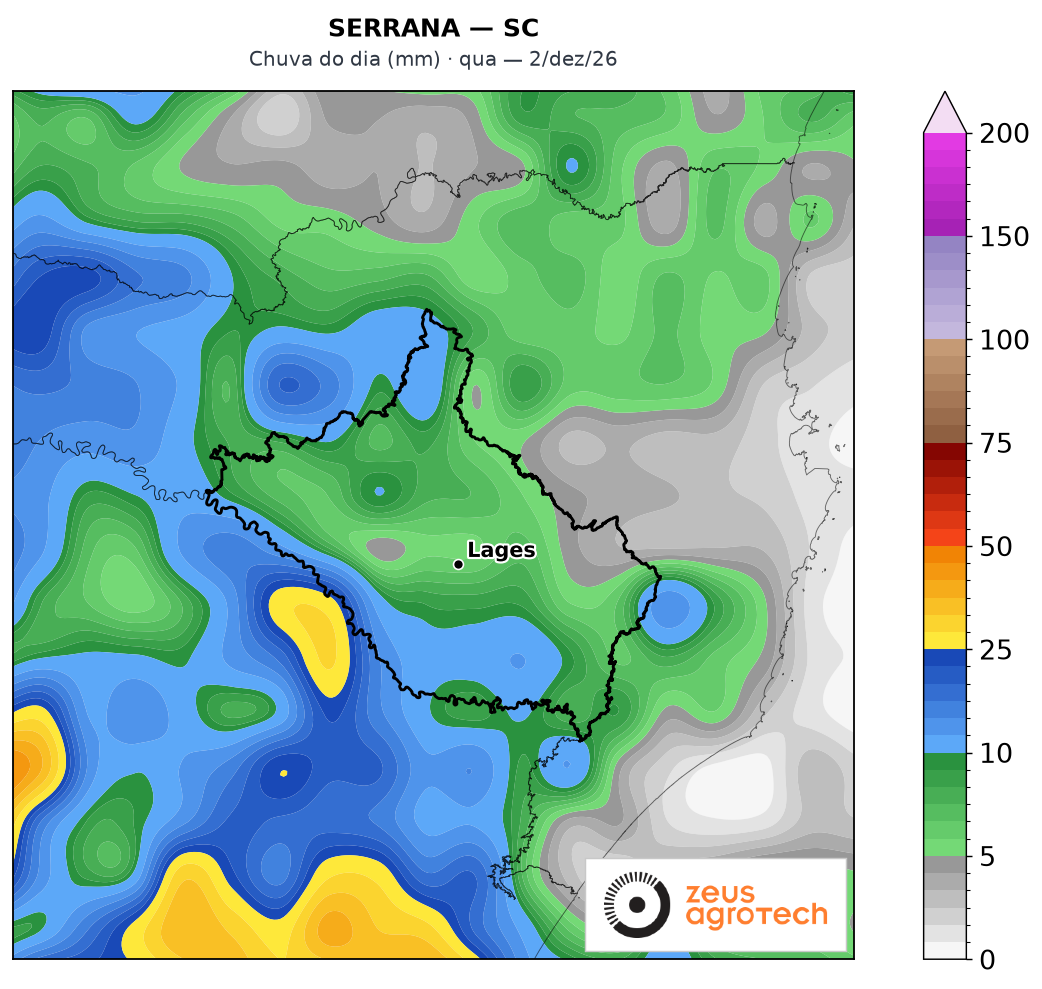 SERRANA — SC
Chuva do dia (mm) · qua — 2/dez/26
200
150
100
75
50
25
10
5
0
Lages
zeus
agrotech